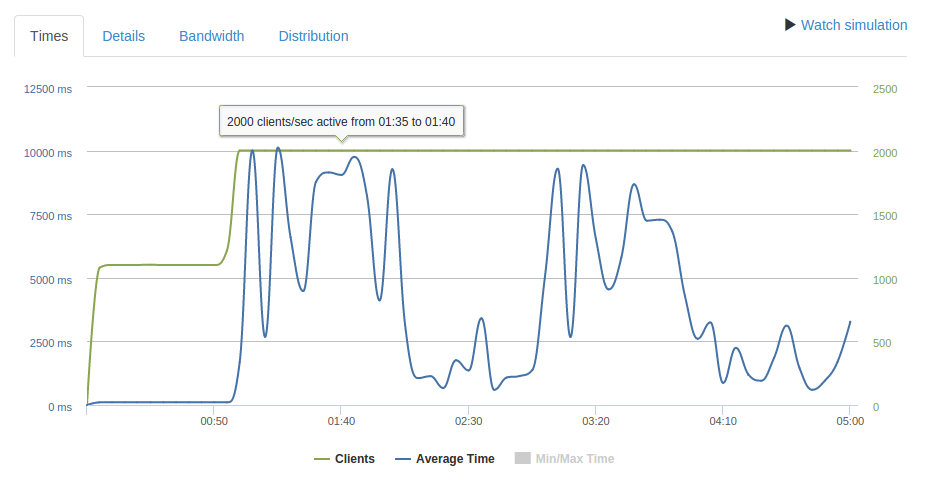 Times Details Bandwidth Distribution Watch simulation
12500 ms 2500
2000 clients/sec active from 01:35 to 01:40
10000 ms 2000
7500 ms 1500
5000 ms 1000
2500 ms 500
0 ms 0
00:50 01:40 02:30 03:20 04:10 05:00
Clients Average Time Min/Max Time